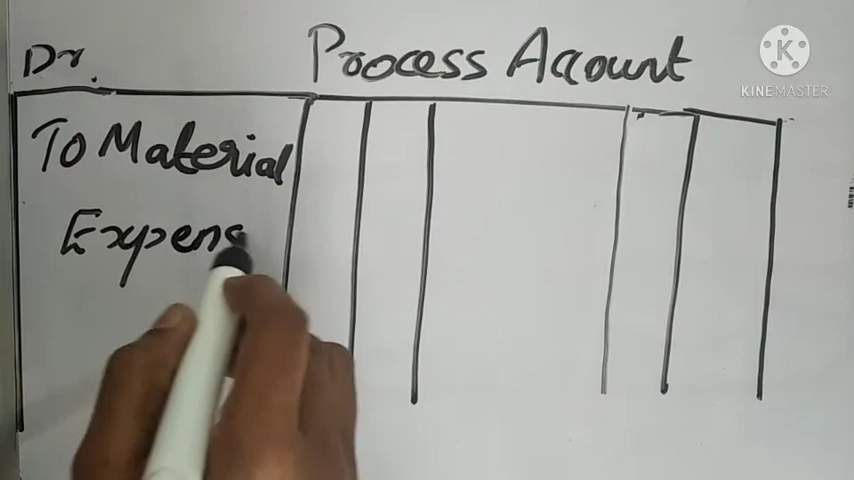 Dr. Process Account
To Material
Expens
KINEMASTER